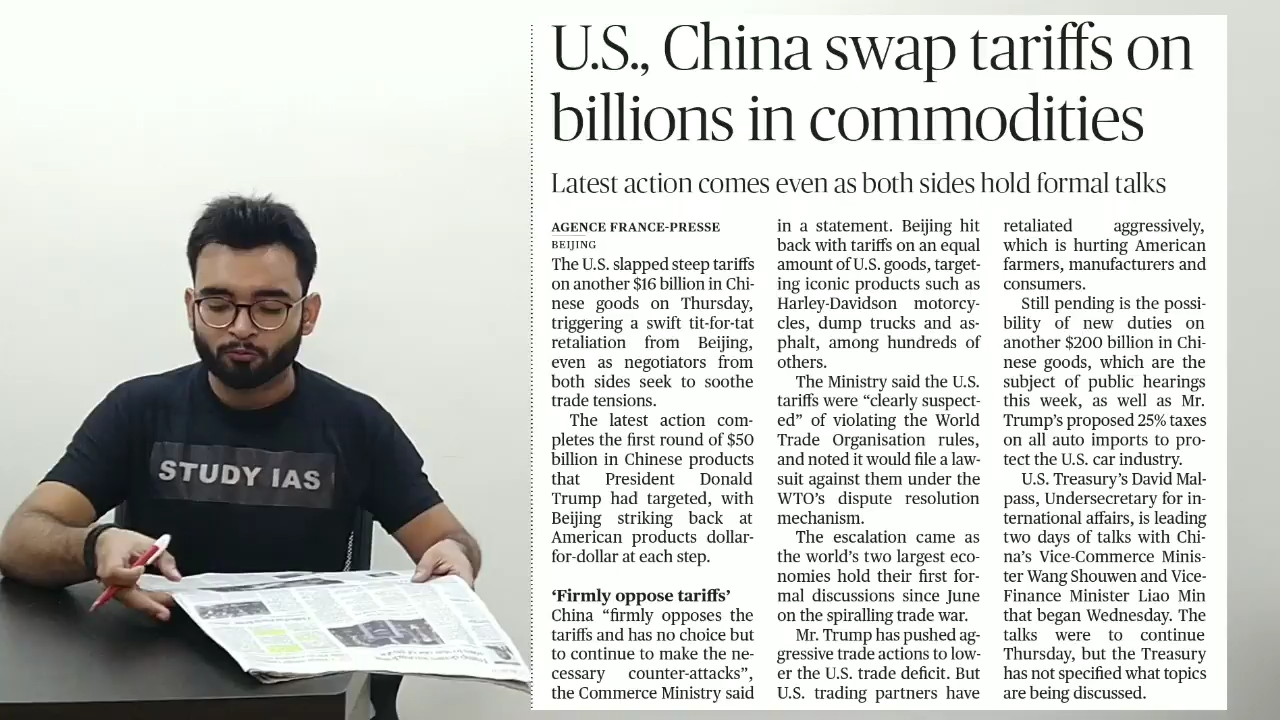 STUDY IAS
U.S., China swap tariffs on
billions in commodities
Latest action comes even as both sides hold formal talks
AGENCE FRANCE-PRESSE
BEIJING
The U.S. slapped steep tariffs
on another $16 billion in Chi-
nese goods on Thursday,
triggering a swift tit-for-tat
retaliation from Beijing,
even as negotiators from
both sides seek to soothe
trade tensions.
The latest action com-
pletes the first round of $50
billion in Chinese products
that President Donald
Trump had targeted, with
Beijing striking back at
American products dollar-
for-dollar at each step.
‘Firmly oppose tariffs’
China “firmly opposes the
tariffs and has no choice but
to continue to make the ne-
cessary counter-attacks”,
the Commerce Ministry said
in a statement. Beijing hit
back with tariffs on an equal
amount of U.S. goods, target-
ing iconic products such as
Harley-Davidson motorcy-
cles, dump trucks and as-
phalt, among hundreds of
others.
The Ministry said the U.S.
tariffs were “clearly suspect-
ed” of violating the World
Trade Organisation rules,
and noted it would file a law-
suit against them under the
WTO’s dispute resolution
mechanism.
The escalation came as
the world’s two largest eco-
nomies hold their first for-
mal discussions since June
on the spiralling trade war.
Mr. Trump has pushed ag-
gressive trade actions to low-
er the U.S. trade deficit. But
U.S. trading partners have
retaliated aggressively,
which is hurting American
farmers, manufacturers and
consumers.
Still pending is the possi-
bility of new duties on
another $200 billion in Chi-
nese goods, which are the
subject of public hearings
this week, as well as Mr.
Trump’s proposed 25% taxes
on all auto imports to pro-
tect the U.S. car industry.
U.S. Treasury’s David Mal-
pass, Undersecretary for in-
ternational affairs, is leading
two days of talks with Chi-
na’s Vice-Commerce Minis-
ter Wang Shouwen and Vice-
Finance Minister Liao Min
that began Wednesday. The
talks were to continue
Thursday, but the Treasury
has not specified what topics
are being discussed.